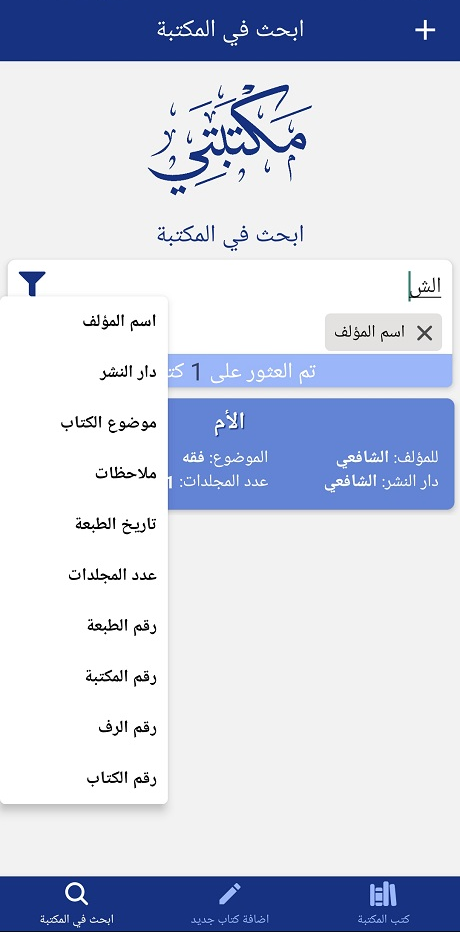 ابحث في المكتبة
مكتبتي
ابحث في المكتبة
الش
اسم المؤلف
تم العثور على 1
الأم
للمؤلف: الشافعي
الموضوع: فقه
دار النشر: الشافعي
عدد المجلدات: 1
اسم المؤلف
دار النشر
موضوع الكتاب
ملاحظات
تاريخ الطبعة
عدد المجلدات
رقم الطبعة
رقم المكتبة
رقم الرف
رقم الكتاب
كتب المكتبة
اضافة كتاب جديد
ابحث في المكتبة